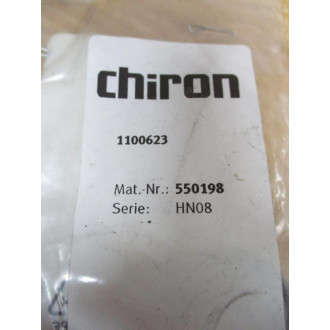 chiron
1100623
Mat.-Nr.: 550198
Serie: HN08